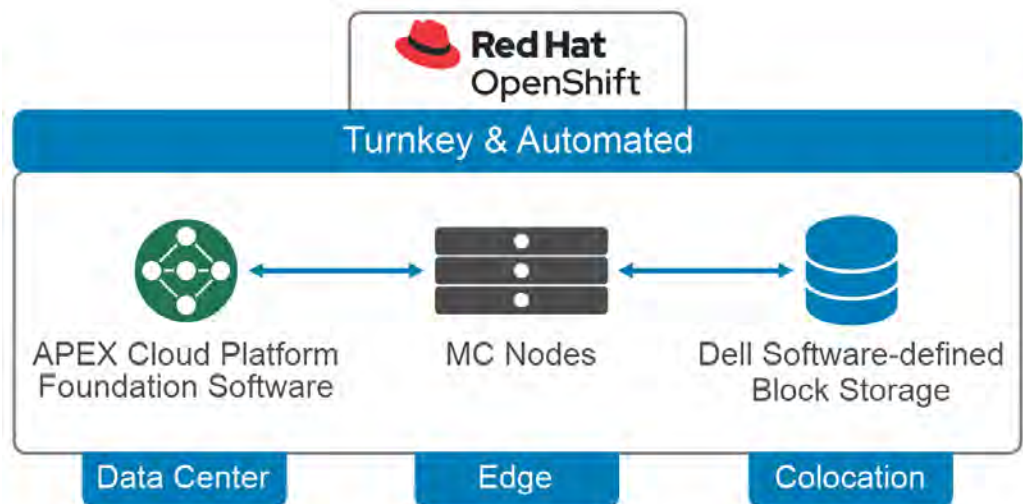 Red Hat
OpenShift
Turnkey & Automated
APEX Cloud Platform
Foundation Software
MC Nodes
Dell Software-defined
Block Storage
Data Center
Edge
Colocation